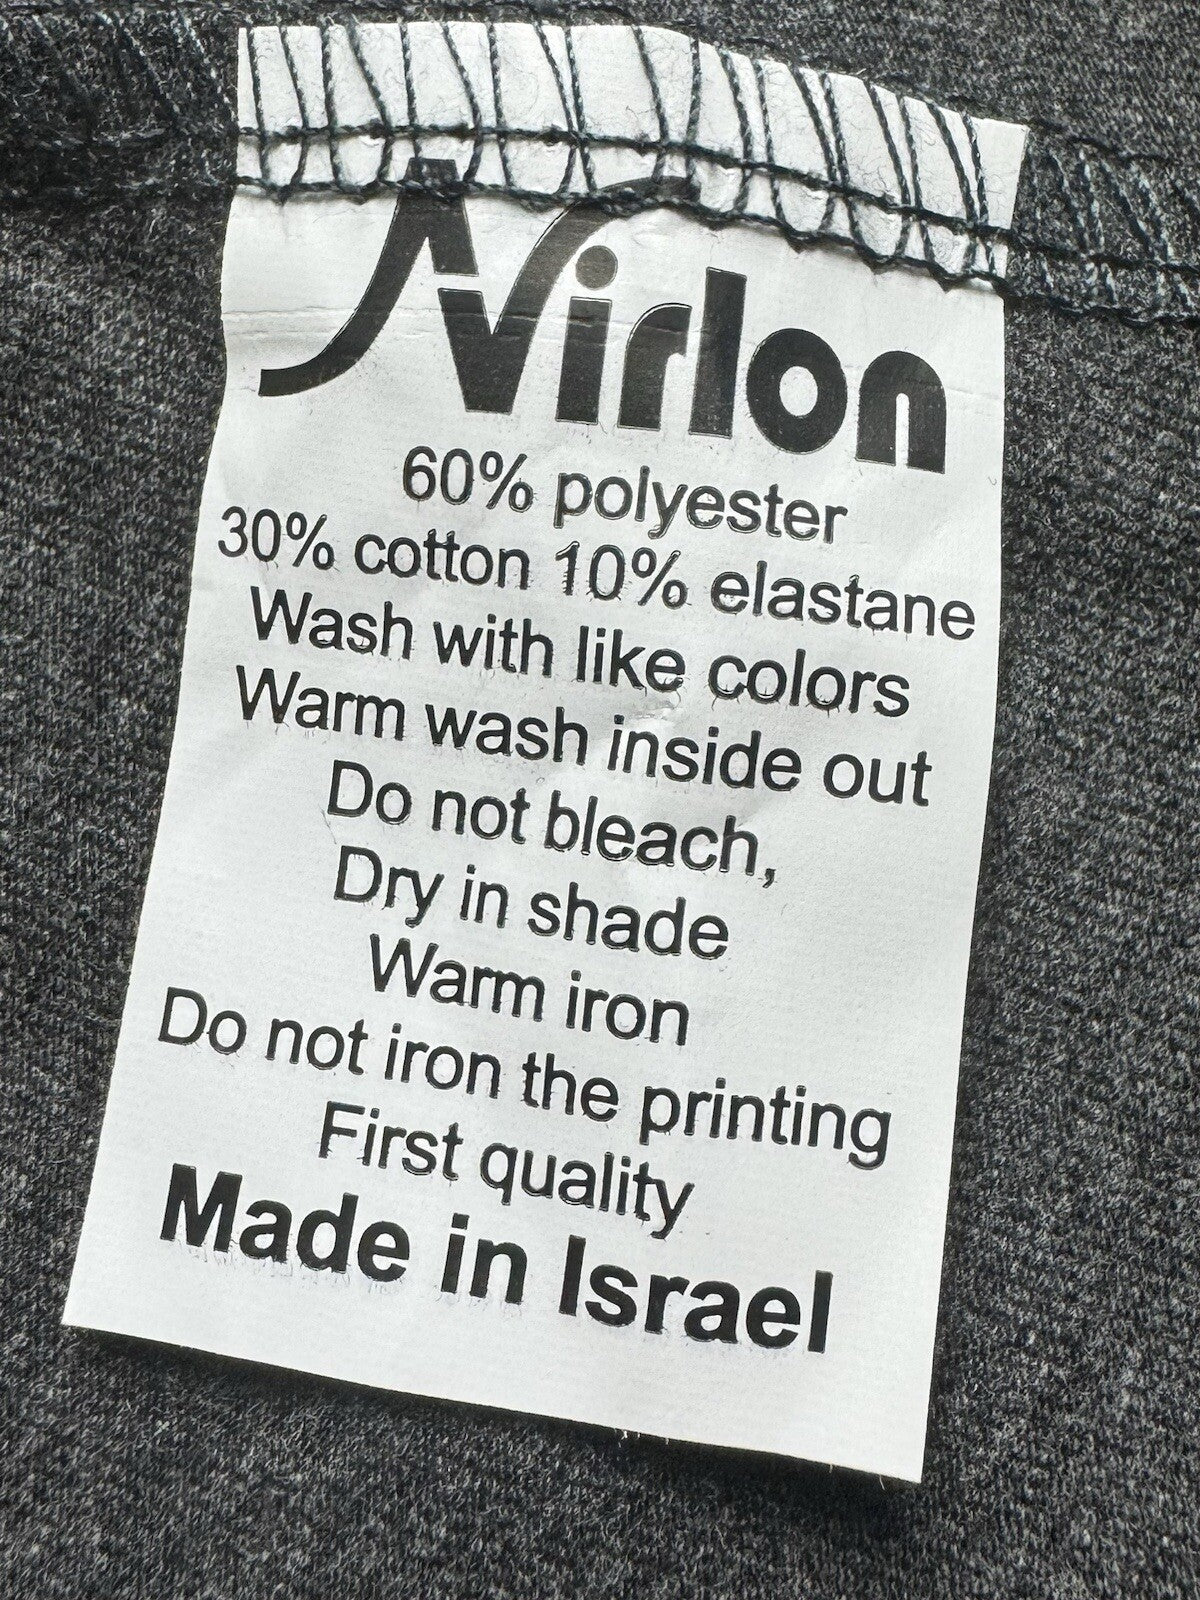 Nirlon
60% polyester
30% cotton 10% elastane
Wash with like colors
Warm wash inside out
Do not bleach,
Dry in shade
Warm iron
Do not iron the printing
First quality
Made in Israel